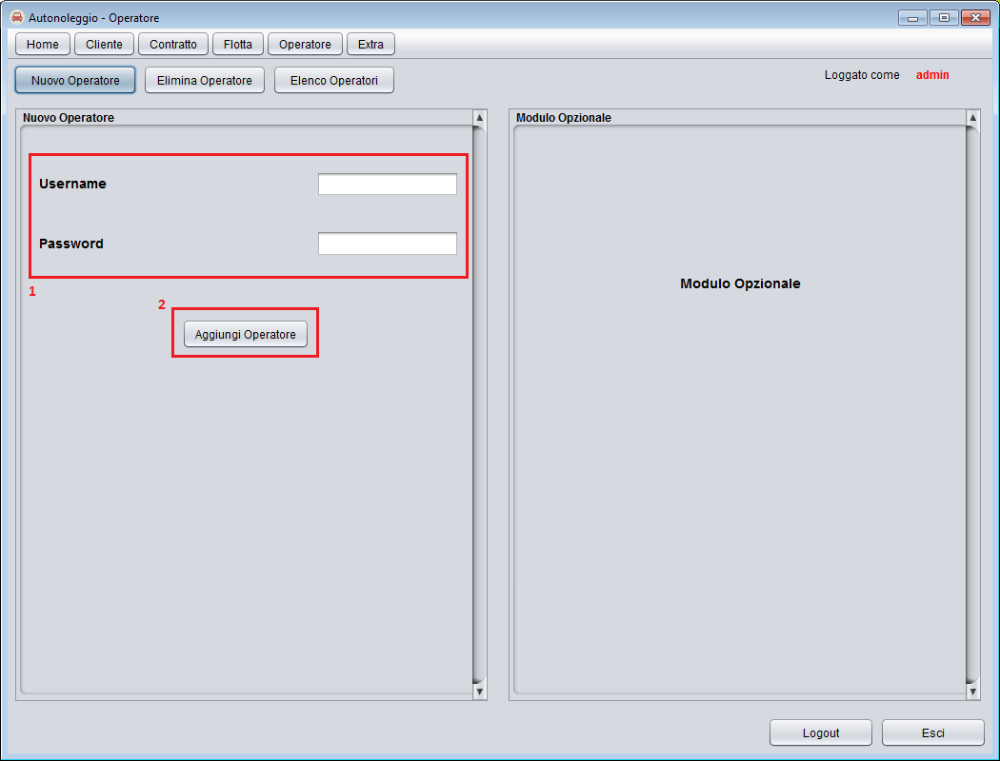 Autonoleggio - Operatore
Home Cliente Contratto Flotta Operatore Extra
Nuovo Operatore Elimina Operatore Elenco Operatori
Loggato come admin
Nuovo Operatore
Username
Password
1
2
Aggiungi Operatore
Modulo Opzionale
Modulo Opzionale
Logout Esci